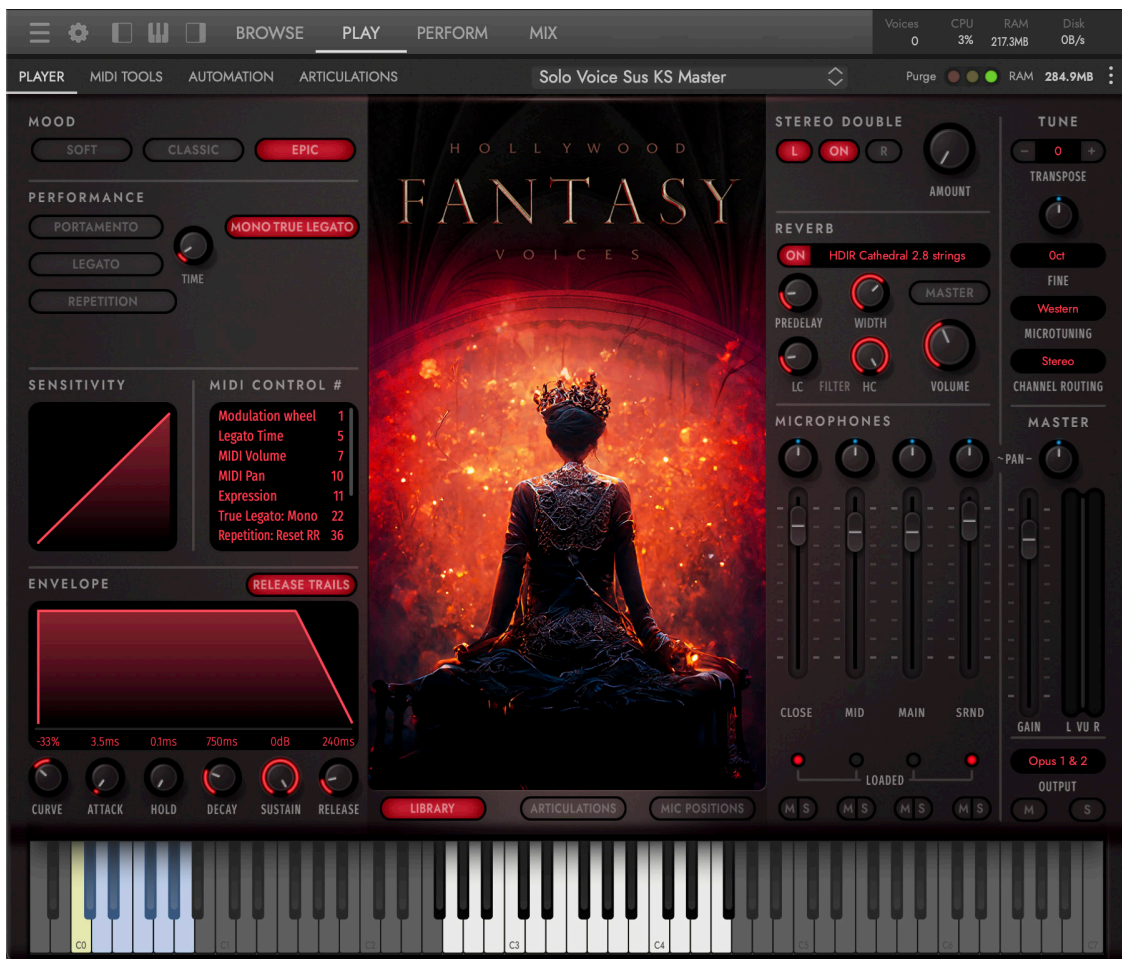 BROWSE PLAY PERFORM MIX
Voices CPU RAM Disk
0 3% 217.3MB 0B/s
PLAYER MIDI TOOLS AUTOMATION ARTICULATIONS
Solo Voice Sus KS Master
Purge RAM 284.9MB
MOOD
SOFT CLASSIC EPIC
PERFORMANCE
PORTAMENTO MONO TRUE LEGATO
LEGATO TIME
REPETITION
SENSITIVITY
MIDI CONTROL #
Modulation wheel 1
Legato Time 5
MIDI Volume 7
MIDI Pan 10
Expression 11
True Legato: Mono 22
Repetition: Reset RR 36
ENVELOPE RELEASE TRAILS
-33% 3.5ms 0.1ms 750ms 0dB 240ms
CURVE ATTACK HOLD DECAY SUSTAIN RELEASE
HOLLYWOOD
FANTASY
VOICES
LIBRARY ARTICULATIONS MIC POSITIONS
STEREO DOUBLE
L ON R
AMOUNT
REVERB
ON HDIR Cathedral 2.8 strings
MASTER
PREDELAY WIDTH
LC FILTER HC VOLUME
MICROPHONES
~PAN-
CLOSE MID MAIN SRND
LOADED
M S M S M S M S
TUNE
- 0 +
TRANSPOSE
0ct
FINE
Western
MICROTUNING
Stereo
CHANNEL ROUTING
MASTER
GAIN L VU R
Opus 1 & 2
OUTPUT
M S
C0 C1 C2 C3 C4 C5 C6 C7